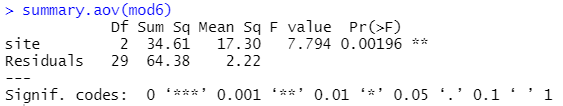 > summary.aov(mod6)
            Df Sum Sq Mean Sq F value  Pr(>F)
site         2  34.61   17.30   7.794 0.00196 **
Residuals   29  64.38    2.22
---
Signif. codes:  0 ‘***’ 0.001 ‘**’ 0.01 ‘*’ 0.05 ‘.’ 0.1 ‘ ’ 1